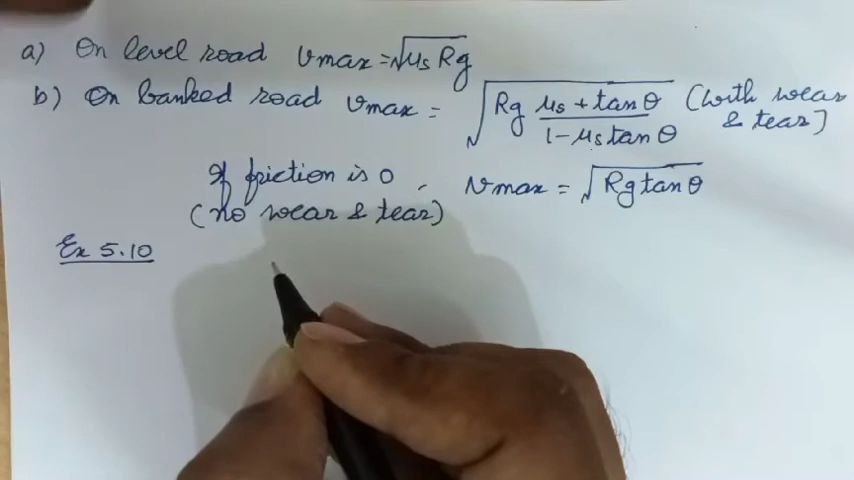 a) On level road vmax = √μs Rg
b) On banked road vmax = √Rg (μs + tan θ)/(1 - μs tan θ) (with wear & tear)
If friction is 0, vmax = √Rg tan θ
(no wear & tear)
Ex 5.10